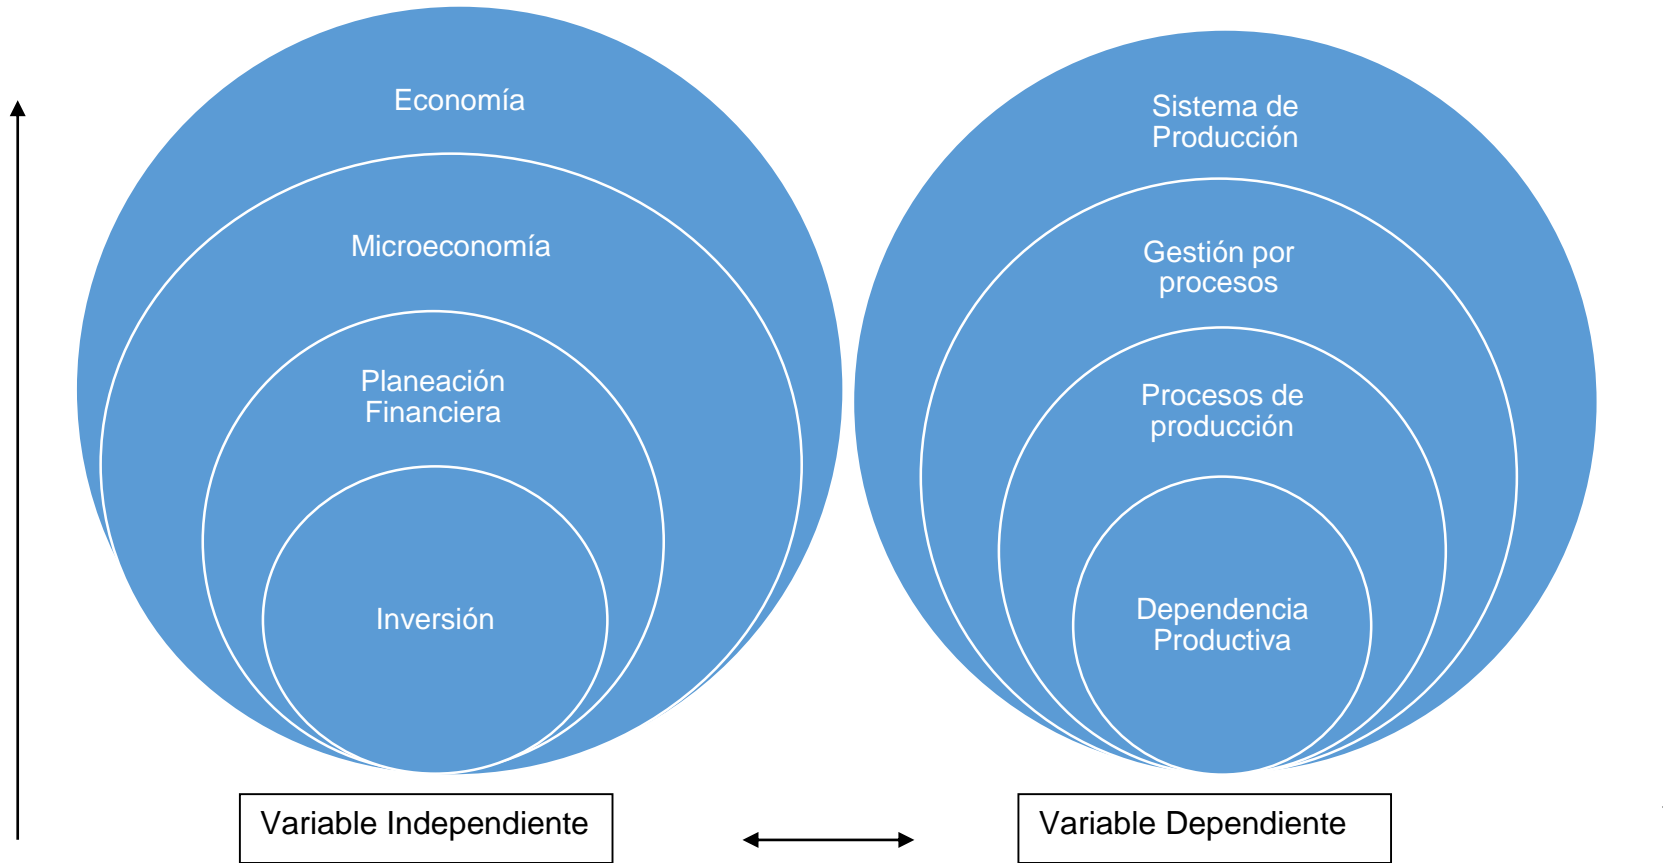 Economía
Microeconomía
Planeación
Financiera
Inversión
Variable Independiente
Sistema de
Producción
Gestión por
procesos
Procesos de
producción
Dependencia
Productiva
Variable Dependiente